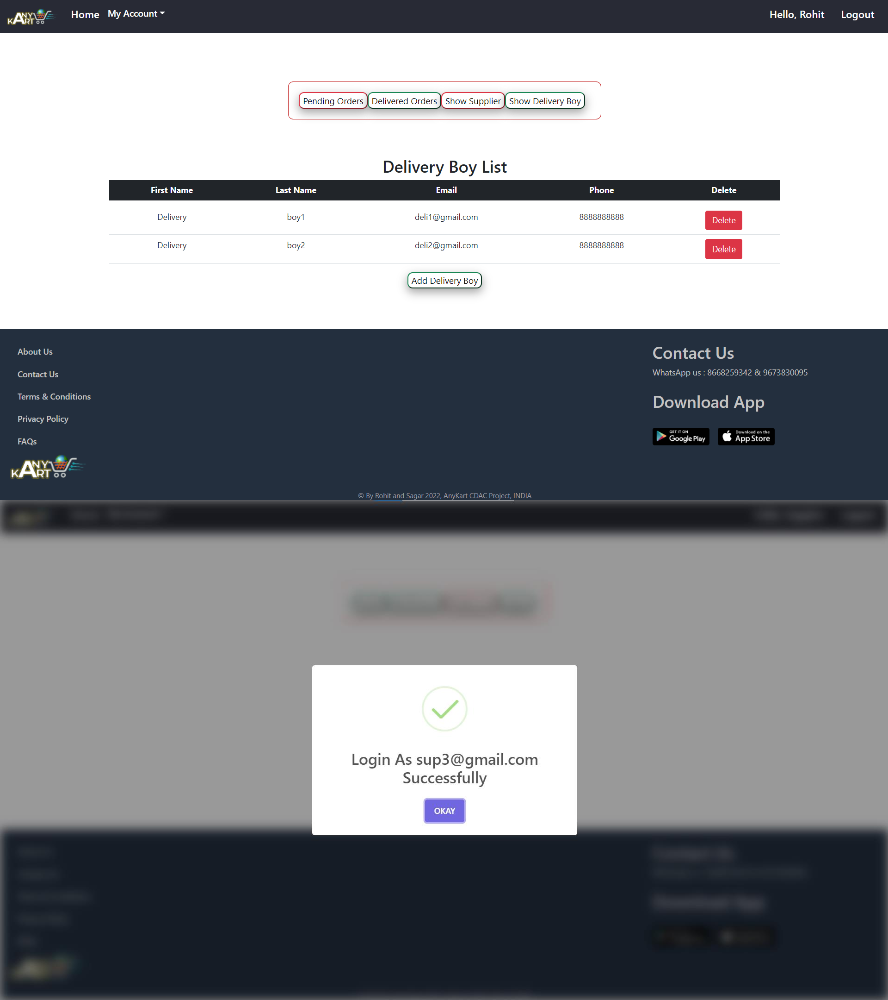 ANY KART
Home My Account Hello, Rohit Logout
Pending Orders Delivered Orders Show Supplier Show Delivery Boy
Delivery Boy List
First Name Last Name Email Phone Delete
Delivery boy1 deli1@gmail.com 8888888888 Delete
Delivery boy2 deli2@gmail.com 8888888888 Delete
Add Delivery Boy
About Us
Contact Us
Terms & Conditions
Privacy Policy
FAQs
ANY
KART
Contact Us
WhatsApp us : 8668259342 & 9673830095
Download App
GET IT ON
Google Play
Download on the
App Store
© By Rohit and Sagar 2022, AnyKart CDAC Project, INDIA
Login As sup3@gmail.com
Successfully
OKAY